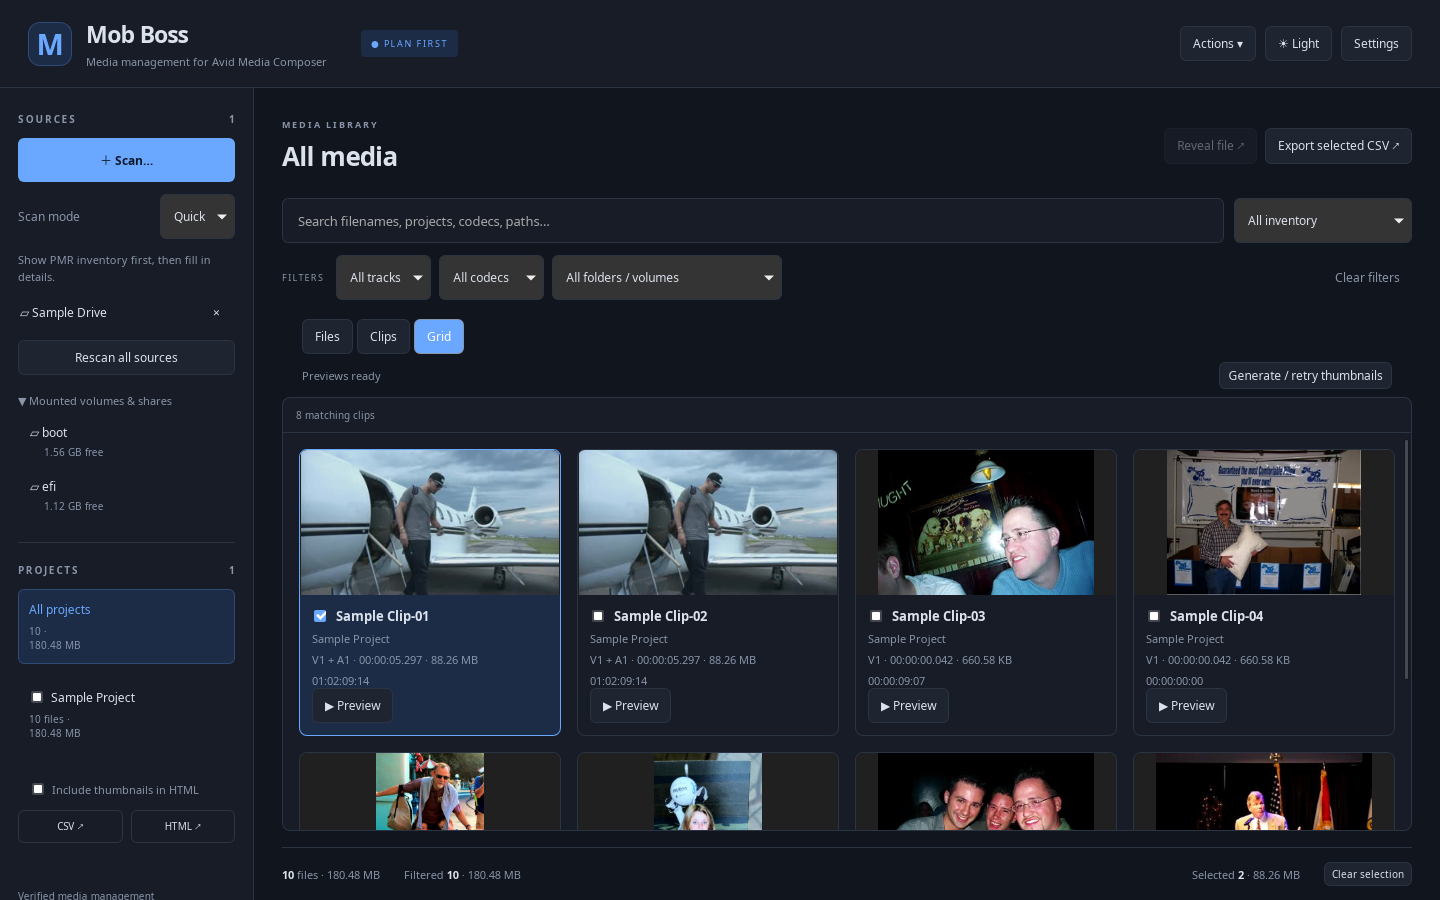 M
Mob Boss
Media management for Avid Media Composer
● PLAN FIRST
Actions ▾
☀ Light
Settings
SOURCES 1
+ Scan...
Scan mode
Quick
Show PMR inventory first, then fill in
details.
▱ Sample Drive ×
Rescan all sources
▼ Mounted volumes & shares
▱ boot
1.56 GB free
▱ efi
1.12 GB free
PROJECTS 1
All projects
10 ·
180.48 MB
Sample Project
10 files ·
180.48 MB
Include thumbnails in HTML
CSV ↗
HTML ↗
Verified media management
MEDIA LIBRARY
All media
Reveal file ↗
Export selected CSV ↗
Search filenames, projects, codecs, paths...
All inventory
FILTERS
All tracks
All codecs
All folders / volumes
Clear filters
Files
Clips
Grid
Previews ready
Generate / retry thumbnails
8 matching clips
Sample Clip-01
Sample Project
V1 + A1 · 00:00:05.297 · 88.26 MB
01:02:09:14
▶ Preview
Sample Clip-02
Sample Project
V1 + A1 · 00:00:05.297 · 88.26 MB
01:02:09:14
▶ Preview
UGHT
Sample Clip-03
Sample Project
V1 · 00:00:00.042 · 660.58 KB
00:00:09:07
▶ Preview
Guaranteed the most Comfortable Pillow
you'll ever own!
Sample Clip-04
Sample Project
V1 · 00:00:00.042 · 660.58 KB
00:00:00:00
▶ Preview
10 files · 180.48 MB
Filtered 10 · 180.48 MB
Selected 2 · 88.26 MB
Clear selection